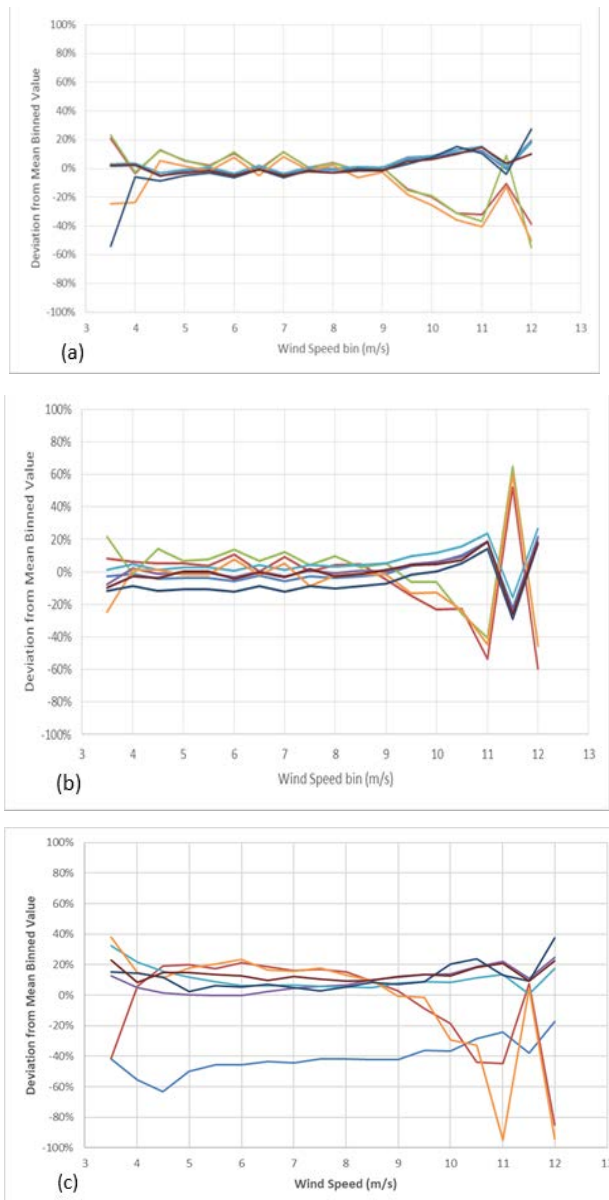 100%
80%
60%
40%
20%
0%
-20%
-40%
-60%
-80%
-100%
Deviation from Mean Binned Value
3 4 5 6 7 8 9 10 11 12 13
Wind Speed bin (m/s)
(a)
100%
80%
60%
40%
20%
0%
-20%
-40%
-60%
-80%
-100%
Deviation from Mean Binned Value
3 4 5 6 7 8 9 10 11 12 13
Wind Speed bin (m/s)
(b)
100%
80%
60%
40%
20%
0%
-20%
-40%
-60%
-80%
-100%
Deviation from Mean Binned Value
3 4 5 6 7 8 9 10 11 12 13
Wind Speed (m/s)
(c)